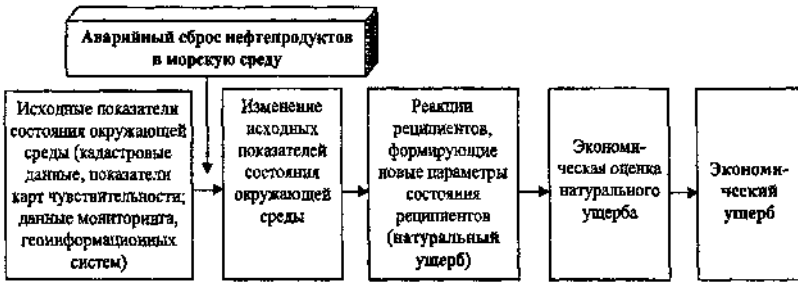 Аварийный сброс нефтепродуктов
в морскую среду
Исходные показатели
состояния окружающей
среды (кадастровые
данные, показатели
карт чувствительности;
данные мониторинга,
геоинформационных
систем)
Изменение
исходных
показателей
состояния
окружающей
среды
Реакции
реципиентов,
формирующие
новые параметры
состояния
реципиентов
(натуральный
ущерб)
Экономи-
ческая оценка
натурального
ущерба
Экономи-
ческий
ущерб